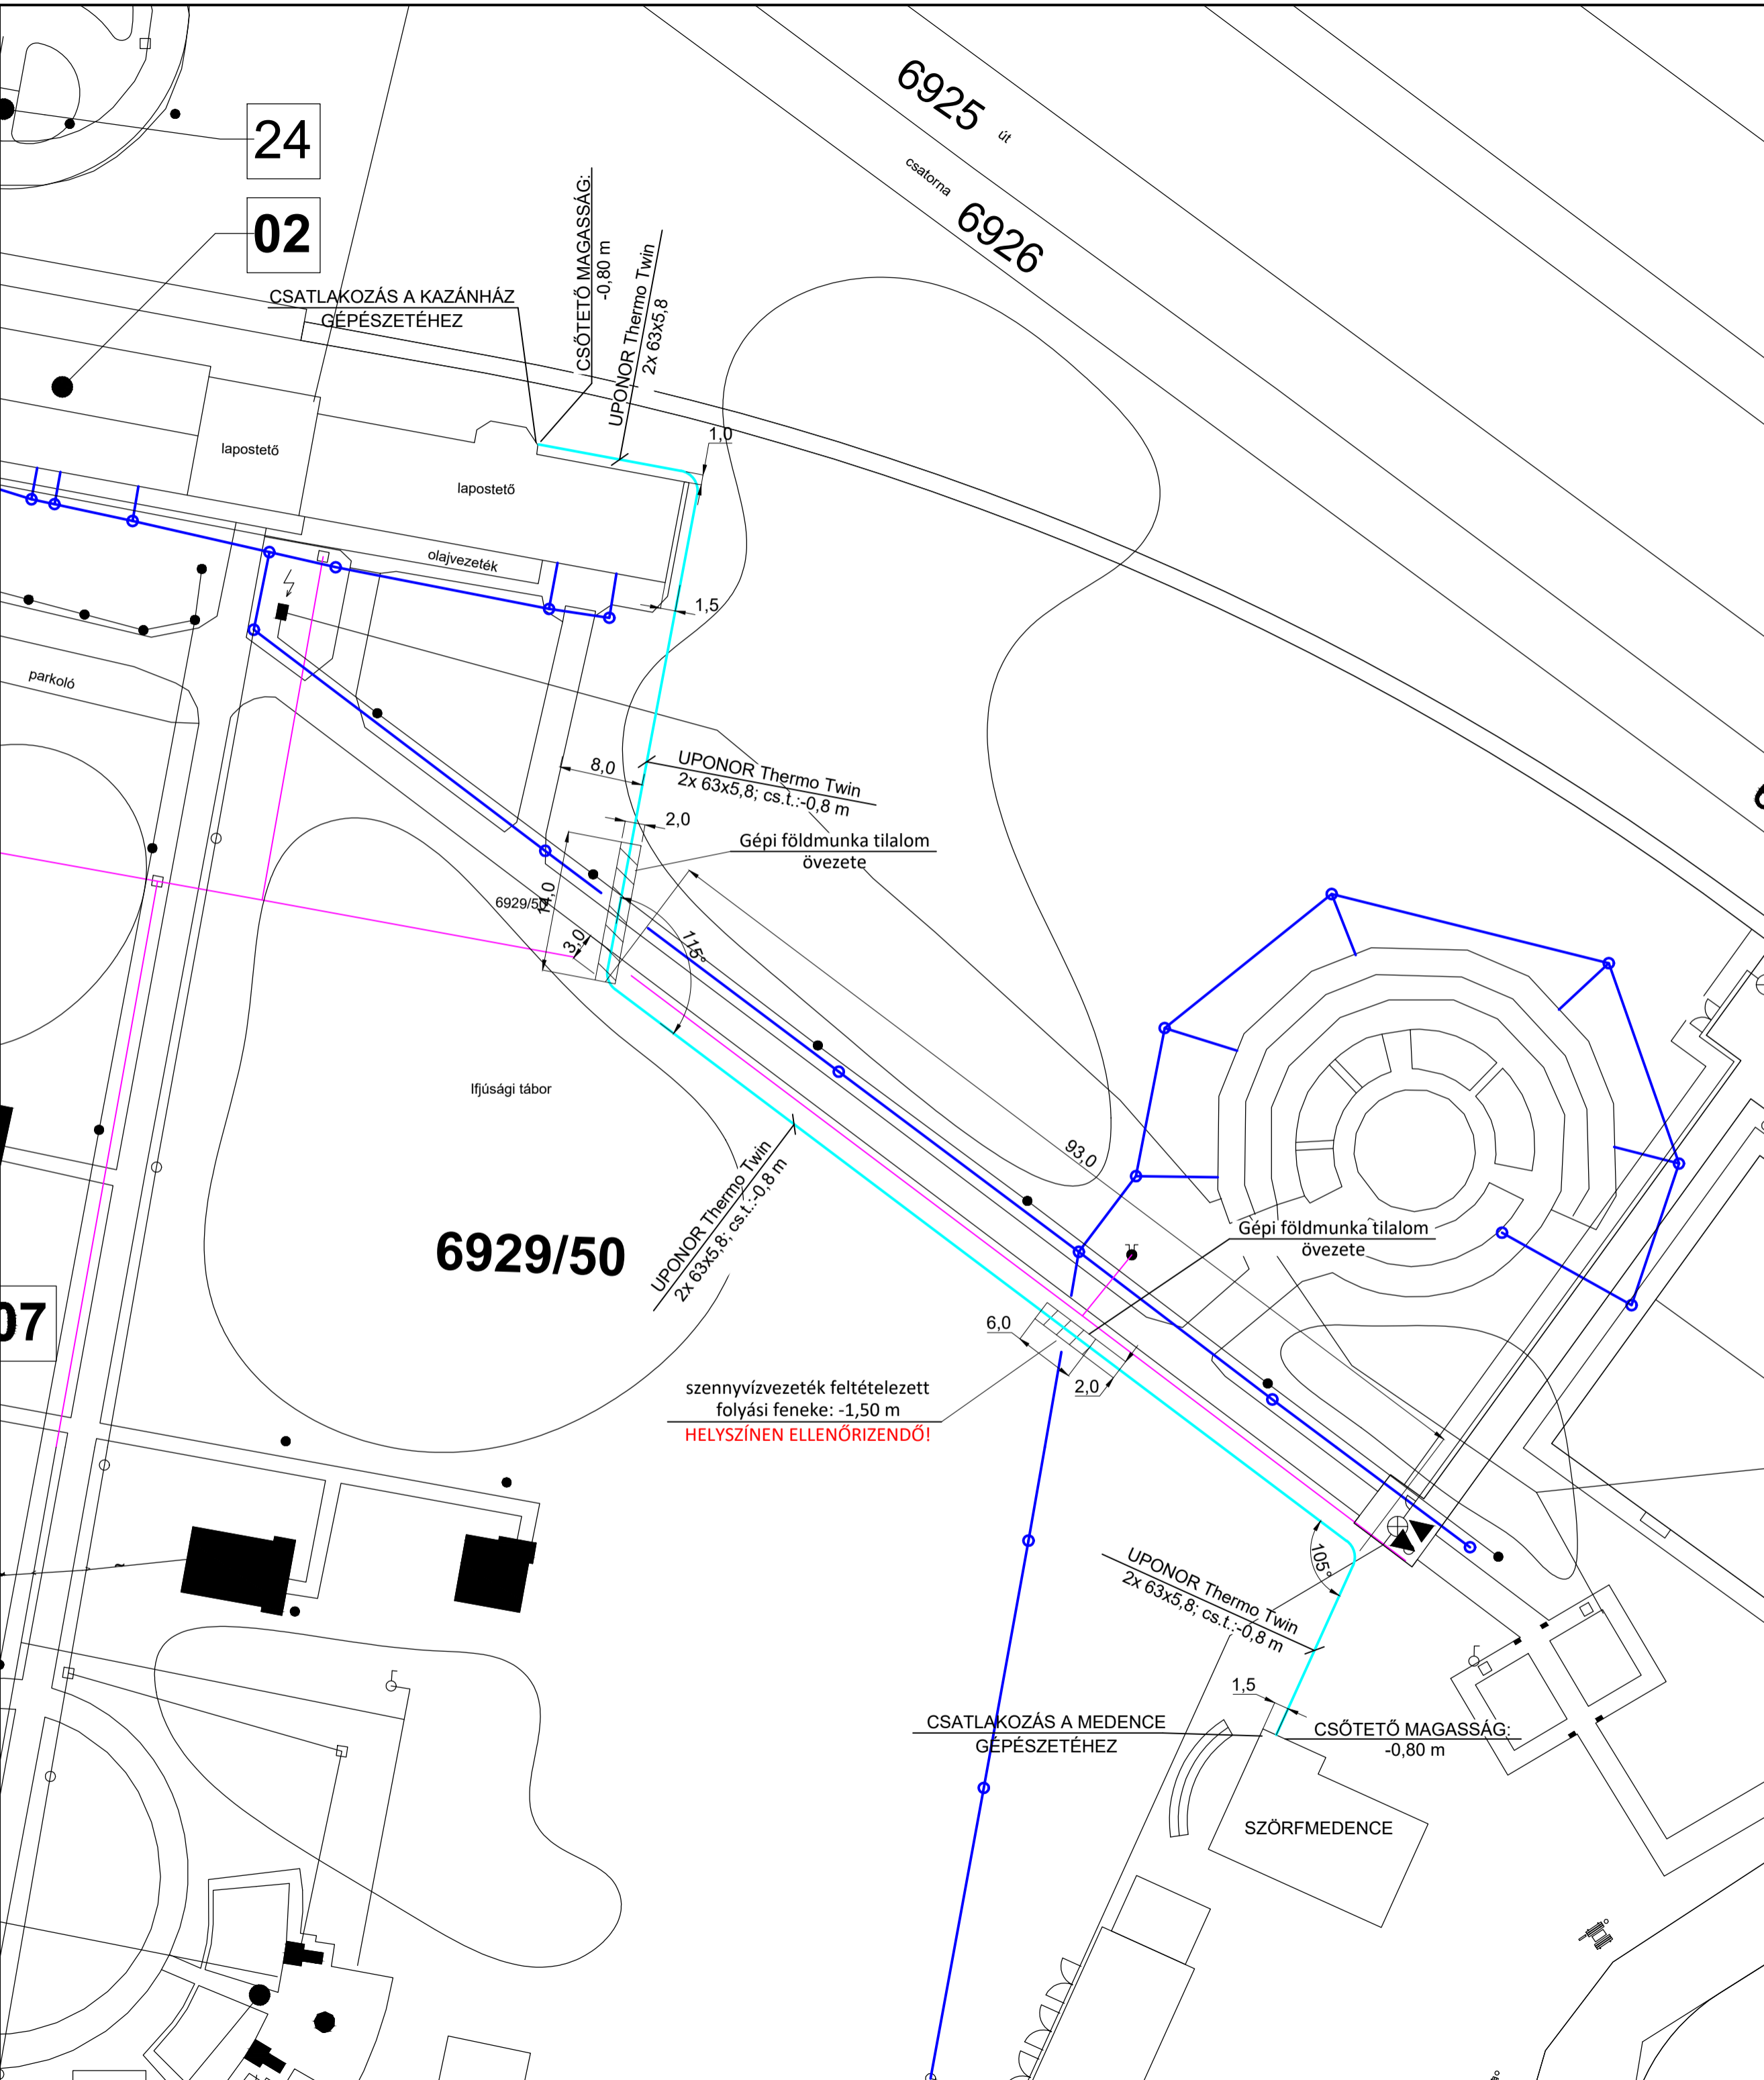 6925
út
csatorna
6926
24
02
CSŐTETŐ MAGASSÁG:
-0,80 m
UPONOR Thermo Twin
2x 63x5,8
CSATLAKOZÁS A KAZÁNHÁZ
GÉPÉSZETÉHEZ
1,0
lapostető
lapostető
olajvezeték
1,5
parkoló
8,0
UPONOR Thermo Twin
2x 63x5,8; cs.t.:-0,8 m
2,0
Gépi földmunka tilalom
övezete
14,0
6929/50
3,0
115°
Ifjúsági tábor
93,0
UPONOR Thermo Twin
2x 63x5,8; cs.t.:-0,8 m
6929/50
Gépi földmunka tilalom
övezete
07
6,0
2,0
szennyvízvezeték feltételezett
folyási feneke: -1,50 m
HELYSZÍNEN ELLENŐRIZENDŐ!
105°
UPONOR Thermo Twin
2x 63x5,8; cs.t.:-0,8 m
1,5
CSATLAKOZÁS A MEDENCE
GÉPÉSZETÉHEZ
CSŐTETŐ MAGASSÁG:
-0,80 m
SZÖRFMEDENCE